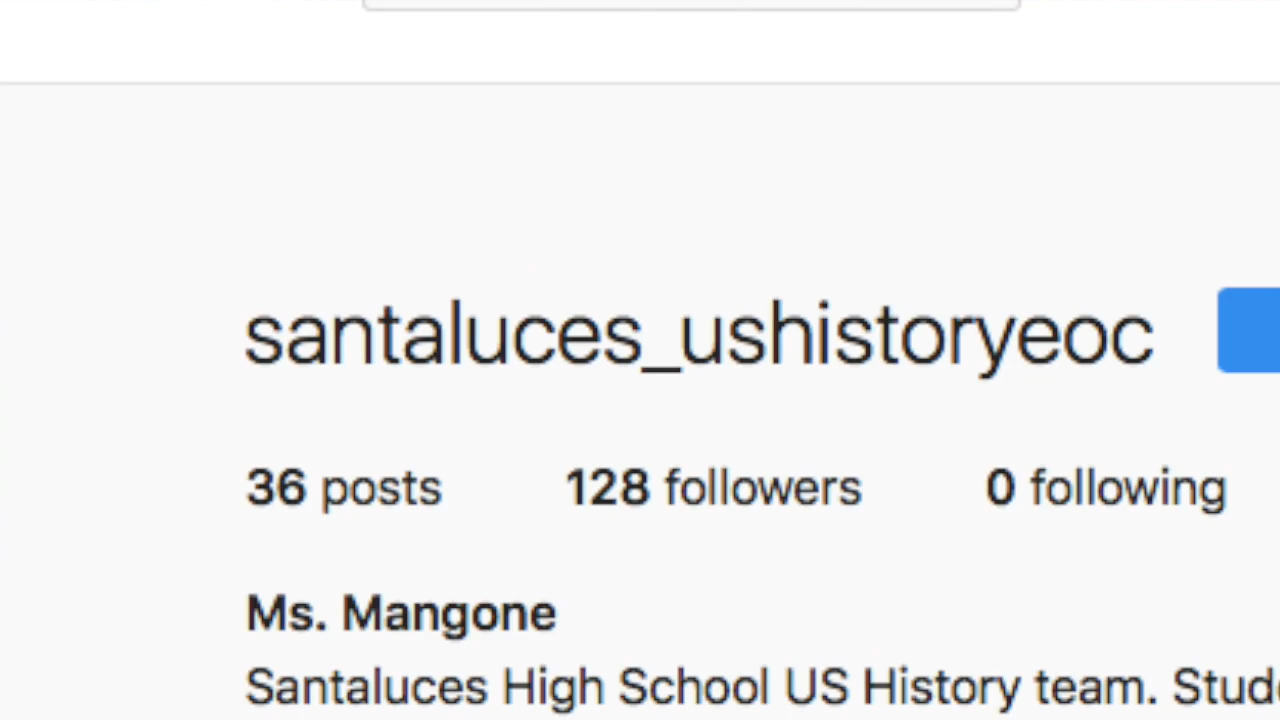 santaluces_ushistoryeoc
36 posts 128 followers 0 following
Ms. Mangone
Santaluces High School US History team.